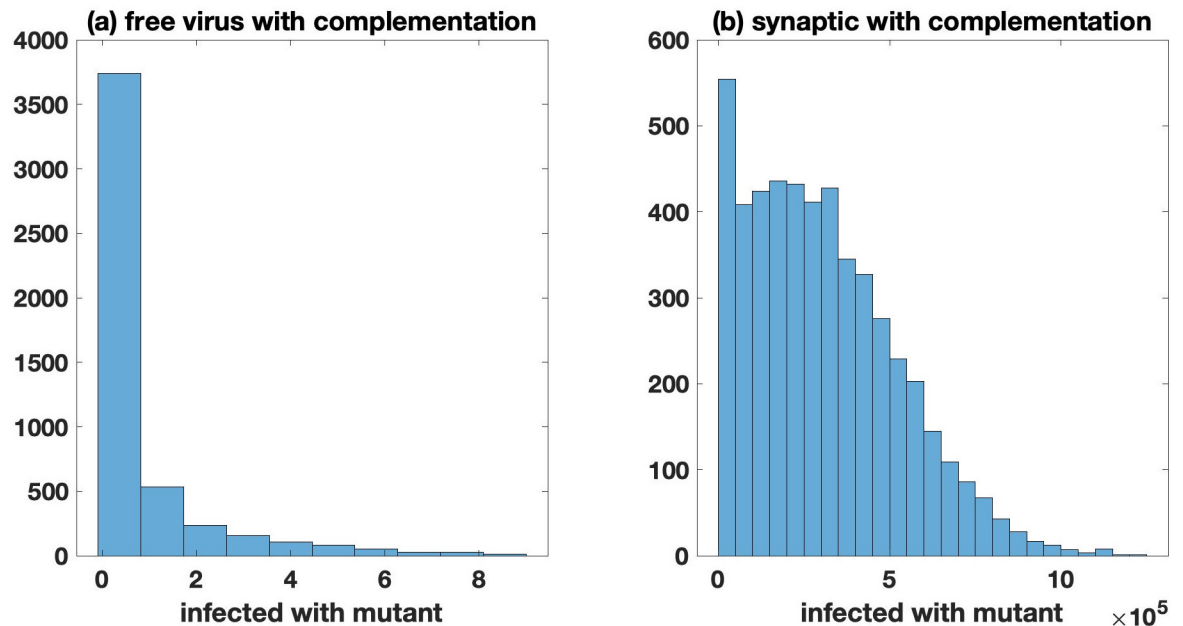 (a) free virus with complementation
4000
3500
3000
2500
2000
1500
1000
500
0
0 2 4 6 8
infected with mutant
(b) synaptic with complementation
600
500
400
300
200
100
0
0 5 10
infected with mutant
×10⁵